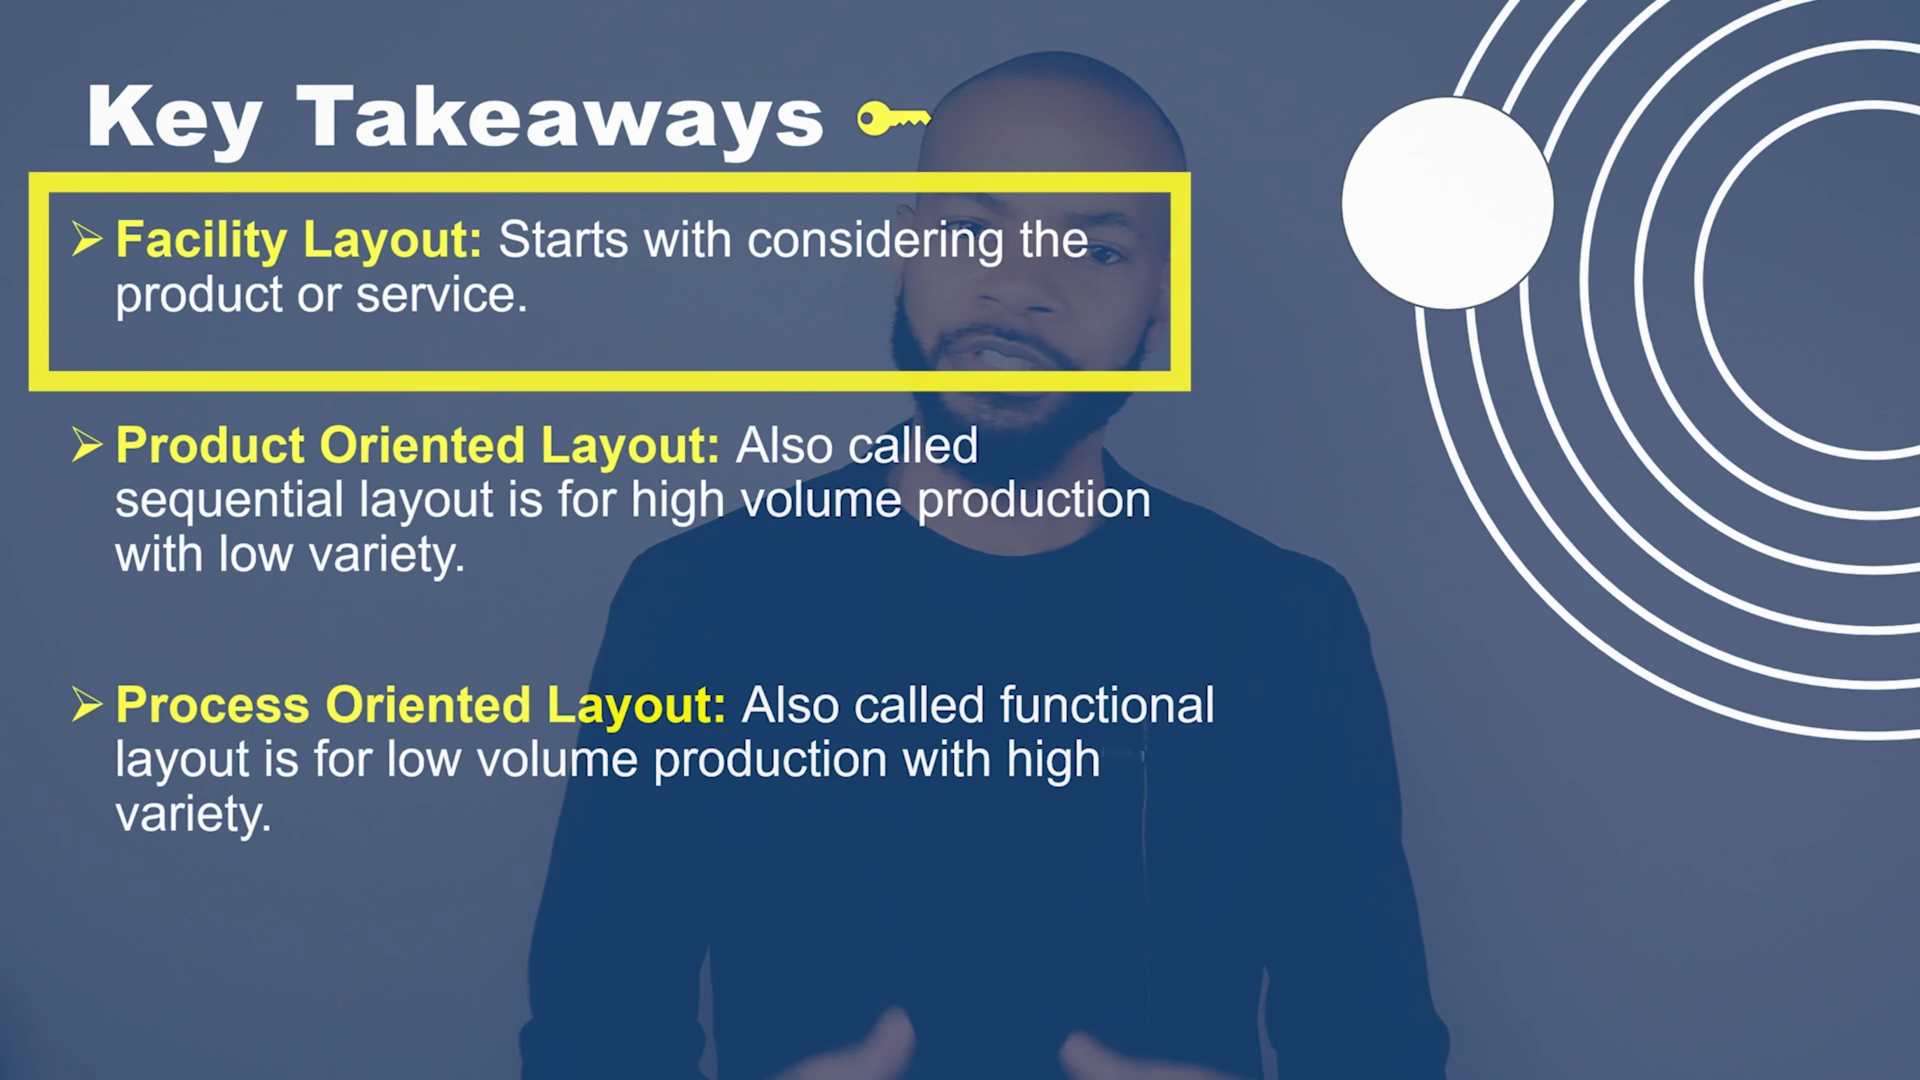 Key Takeaways
Facility Layout: Starts with considering the
product or service.
Product Oriented Layout: Also called
sequential layout is for high volume production
with low variety.
Process Oriented Layout: Also called functional
layout is for low volume production with high
variety.